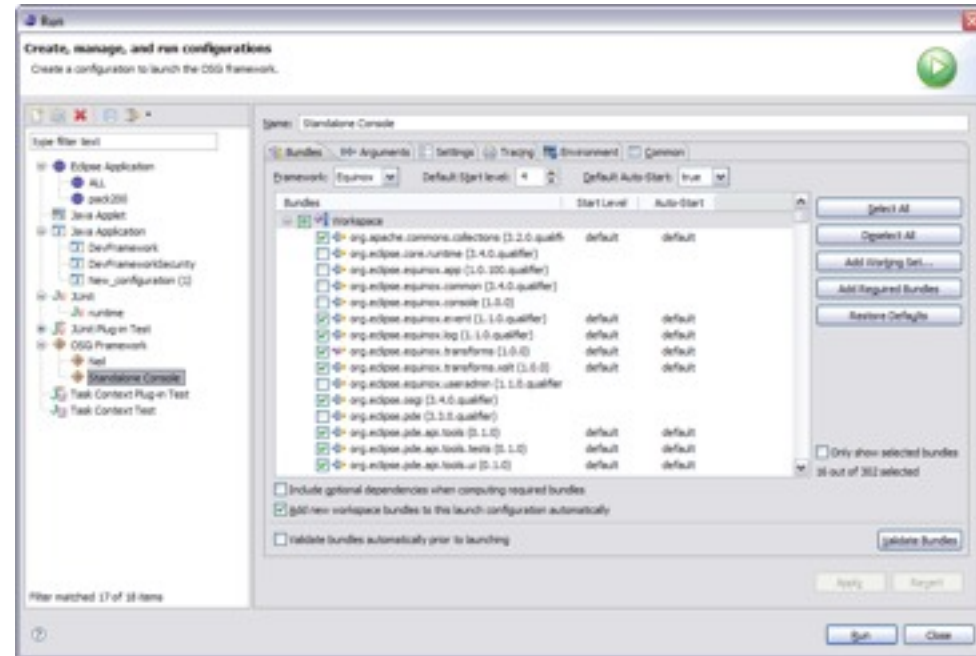 Run
Create, manage, and run configurations
Create a configuration to launch the OSGi framework.
type filter text
Eclipse Application
ALL
pack200
Java Applet
Java Application
DevFramework
DevFrameworkSecurity
New_configuration (1)
JUnit
runtime
JUnit Plug-in Test
OSGi Framework
Neil
Standalone Console
Task Context Plug-in Test
Task Context Test
Filter matched 17 of 18 items
Name: Standalone Console
Bundles Arguments Settings Tracing Environment Common
Framework: Equinox Default Start level: 4 Default Auto-Start: true
Bundles Start Level Auto-Start
Workspace
org.apache.commons.collections (3.2.0.qualifi default default
org.eclipse.core.runtime (3.4.0.qualifier)
org.eclipse.equinox.app (1.0.100.qualifier)
org.eclipse.equinox.common (3.4.0.qualifier)
org.eclipse.equinox.console (1.0.0)
org.eclipse.equinox.event (1.1.0.qualifier) default default
org.eclipse.equinox.log (1.1.0.qualifier) default default
org.eclipse.equinox.transforms (1.0.0) default default
org.eclipse.equinox.transforms.xslt (1.0.0) default default
org.eclipse.equinox.useradmin (1.1.0.qualifier
org.eclipse.osgi (3.4.0.qualifier)
org.eclipse.pde (3.3.0.qualifier)
org.eclipse.pde.api.tools (0.1.0) default default
org.eclipse.pde.api.tools.tests (0.1.0) default default
org.eclipse.pde.api.tools.ui (0.1.0) default default
Select All
Deselect All
Add Working Set...
Add Required Bundles
Restore Defaults
Only show selected bundles
16 out of 302 selected
Include optional dependencies when computing required bundles
Add new workspace bundles to this launch configuration automatically
Validate bundles automatically prior to launching
Validate Bundles
Apply Revert
Run Close